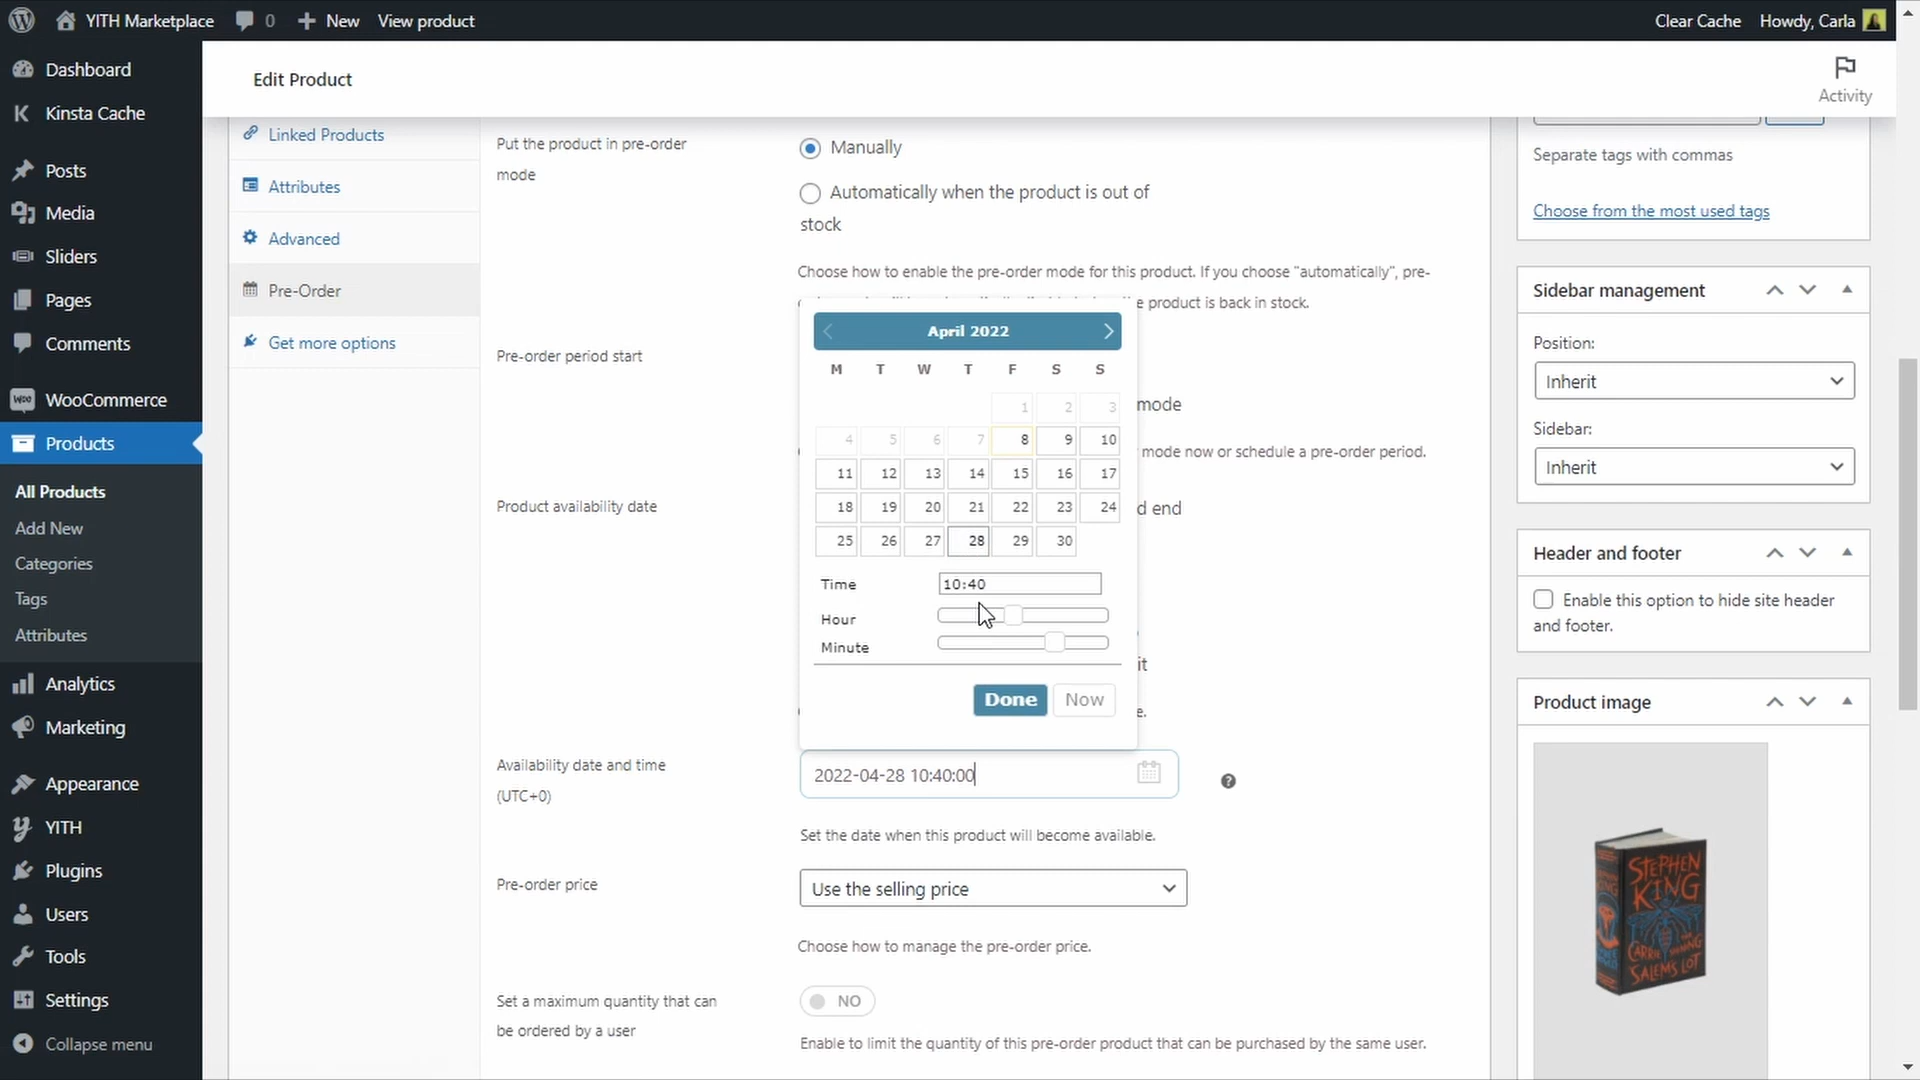 YITH Marketplace
0
New
View product
Clear Cache
Howdy, Carla
Dashboard
Kinsta Cache
Posts
Media
Sliders
Pages
Comments
WooCommerce
Products
All Products
Add New
Categories
Tags
Attributes
Analytics
Marketing
Appearance
YITH
Plugins
Users
Tools
Settings
Collapse menu
Edit Product
Activity
Linked Products
Attributes
Advanced
Pre-Order
Get more options
Put the product in pre-order
mode
Manually
Automatically when the product is out of
stock
Choose how to enable the pre-order mode for this product. If you choose "automatically", pre-
e product is back in stock.
Pre-order period start
mode
mode now or schedule a pre-order period.
Product availability date
d end
it
e.
April 2022
M T W T F S S
1 2 3
4 5 6 7 8 9 10
11 12 13 14 15 16 17
18 19 20 21 22 23 24
25 26 27 28 29 30
Time
10:40
Hour
Minute
Done
Now
Availability date and time
(UTC+0)
2022-04-28 10:40:00
Set the date when this product will become available.
Pre-order price
Use the selling price
Choose how to manage the pre-order price.
Set a maximum quantity that can
be ordered by a user
NO
Enable to limit the quantity of this pre-order product that can be purchased by the same user.
Separate tags with commas
Choose from the most used tags
Sidebar management
Position:
Inherit
Sidebar:
Inherit
Header and footer
Enable this option to hide site header
and footer.
Product image
STEPHEN
KING
CARRIE
SHINING
SALEM'S LOT